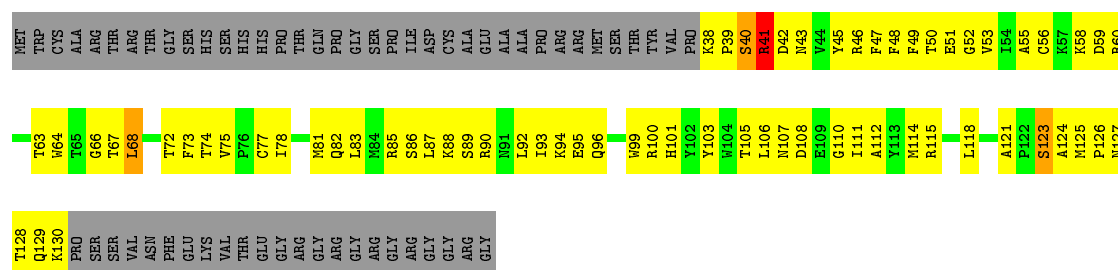 MET TRP CYS ALA ARG THR ARG THR GLY SER HIS SER HIS HIS PRO THR GLN PRO GLY SER PRO ILE ASP CYS ALA GLU ALA ALA PRO ARG ARG MET SER THR TYR VAL PRO K38 P39 S40 R41 D42 N43 V44 Y45 R46 F47 F48 F49 T50 E51 G52 V53 I54 A55 C56 K57 K58 D59 R60
T63 W64 T65 G66 T67 L68 T72 F73 T74 V75 P76 C77 I78 M81 Q82 L83 M84 R85 S86 L87 K88 S89 R90 N91 L92 I93 K94 E95 Q96 W99 R100 H101 Y102 Y103 W104 T105 L106 N107 D108 E109 G110 I111 A112 Y113 M114 R115 L118 A121 P122 S123 A124 M125 P126 N127
T128 Q129 K130 PRO SER SER VAL ASN PHE GLU LYS VAL THR GLU GLY ARG GLY ARG GLY ARG GLY ARG GLY GLY ARG GLY